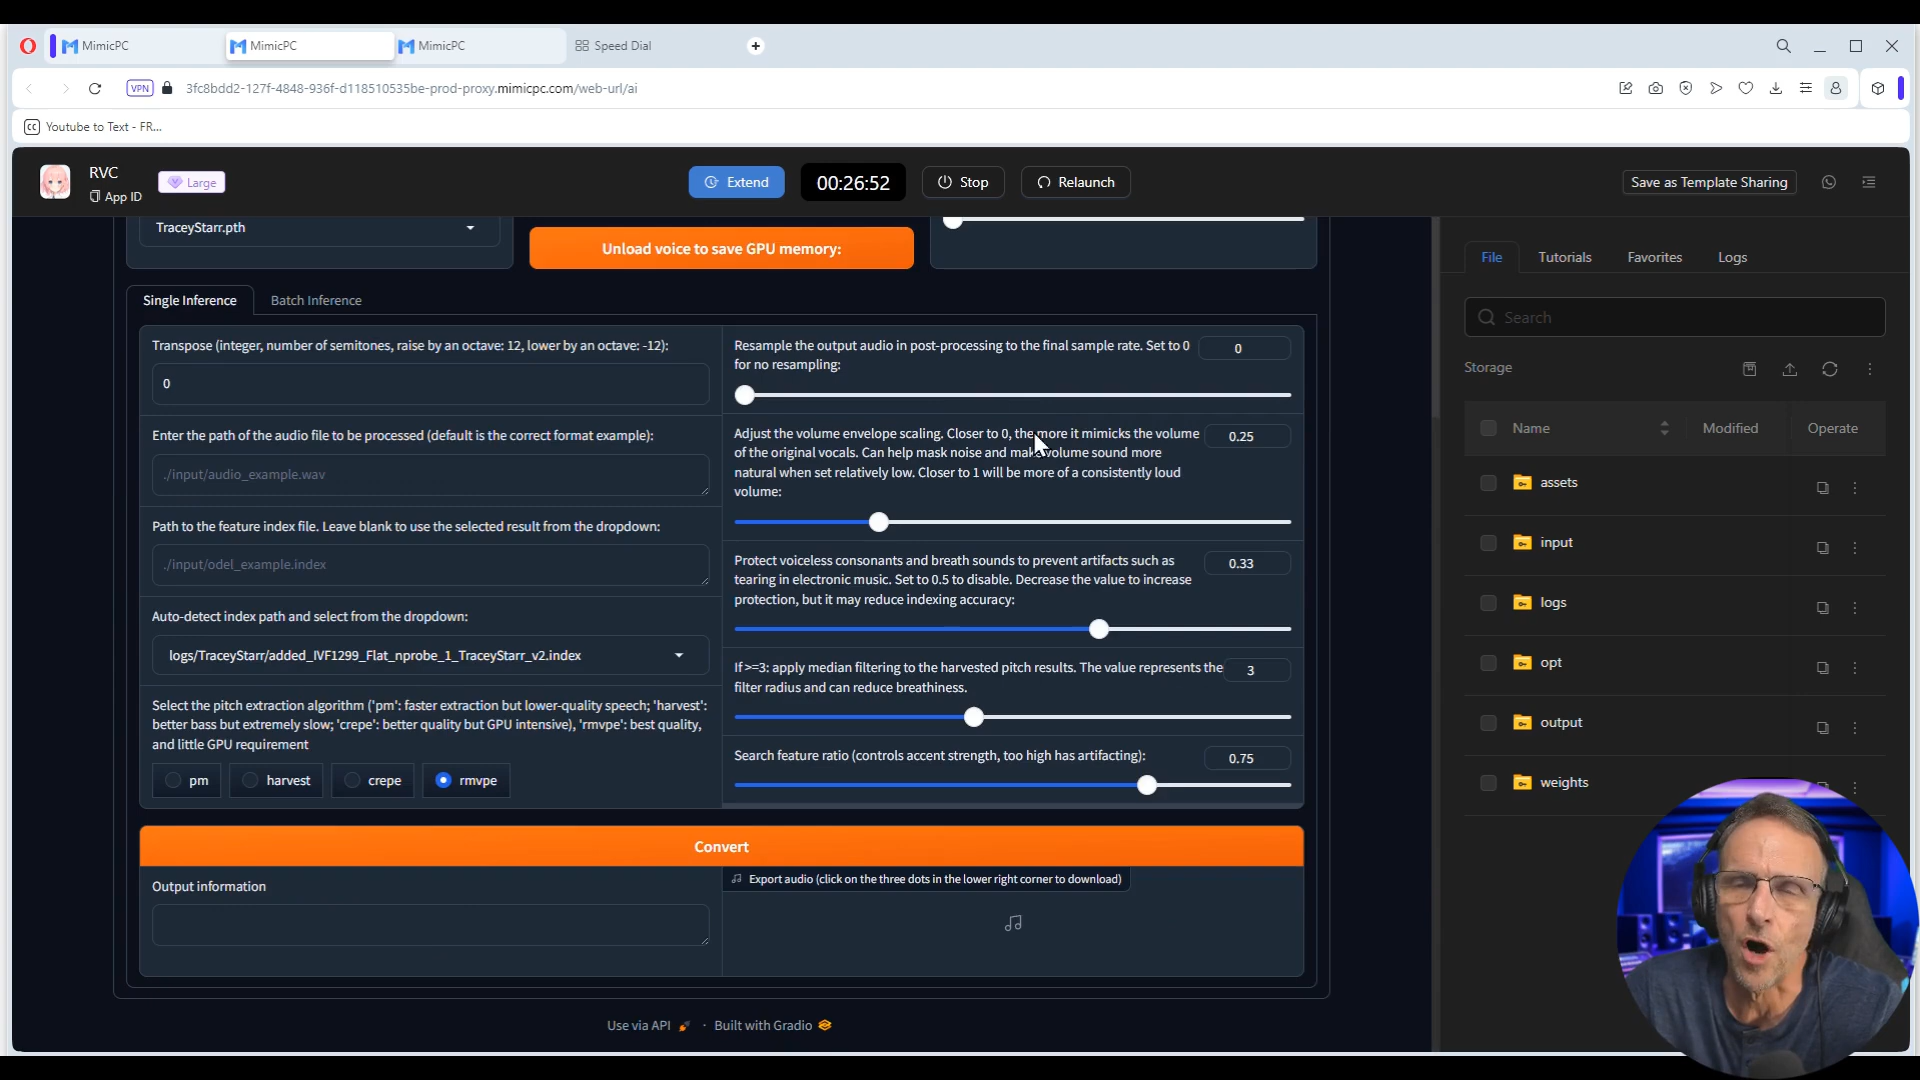 MimicPC
MimicPC
MimicPC
Speed Dial
VPN
3fc8bdd2-127f-4848-936f-d118510535be-prod-proxy.mimicpc.com/web-url/ai
CC Youtube to Text - FR...
RVC
App ID
Large
Extend
00:26:52
Stop
Relaunch
Save as Template Sharing
TraceyStarr.pth
Unload voice to save GPU memory:
Single Inference
Batch Inference
Transpose (integer, number of semitones, raise by an octave: 12, lower by an octave: -12):
0
Enter the path of the audio file to be processed (default is the correct format example):
./input/audio_example.wav
Path to the feature index file. Leave blank to use the selected result from the dropdown:
./input/odel_example.index
Auto-detect index path and select from the dropdown:
logs/TraceyStarr/added_IVF1299_Flat_nprobe_1_TraceyStarr_v2.index
Select the pitch extraction algorithm ('pm': faster extraction but lower-quality speech; 'harvest':
better bass but extremely slow; 'crepe': better quality but GPU intensive), 'rmvpe': best quality,
and little GPU requirement
pm
harvest
crepe
rmvpe
Resample the output audio in post-processing to the final sample rate. Set to 0
for no resampling:
0
Adjust the volume envelope scaling. Closer to 0, the more it mimicks the volume
of the original vocals. Can help mask noise and make volume sound more
natural when set relatively low. Closer to 1 will be more of a consistently loud
volume:
0.25
Protect voiceless consonants and breath sounds to prevent artifacts such as
tearing in electronic music. Set to 0.5 to disable. Decrease the value to increase
protection, but it may reduce indexing accuracy:
0.33
If >=3: apply median filtering to the harvested pitch results. The value represents the
filter radius and can reduce breathiness.
3
Search feature ratio (controls accent strength, too high has artifacting):
0.75
Convert
Output information
Export audio (click on the three dots in the lower right corner to download)
Use via API
·
Built with Gradio
File
Tutorials
Favorites
Logs
Search
Storage
Name
Modified
Operate
assets
input
logs
opt
output
weights